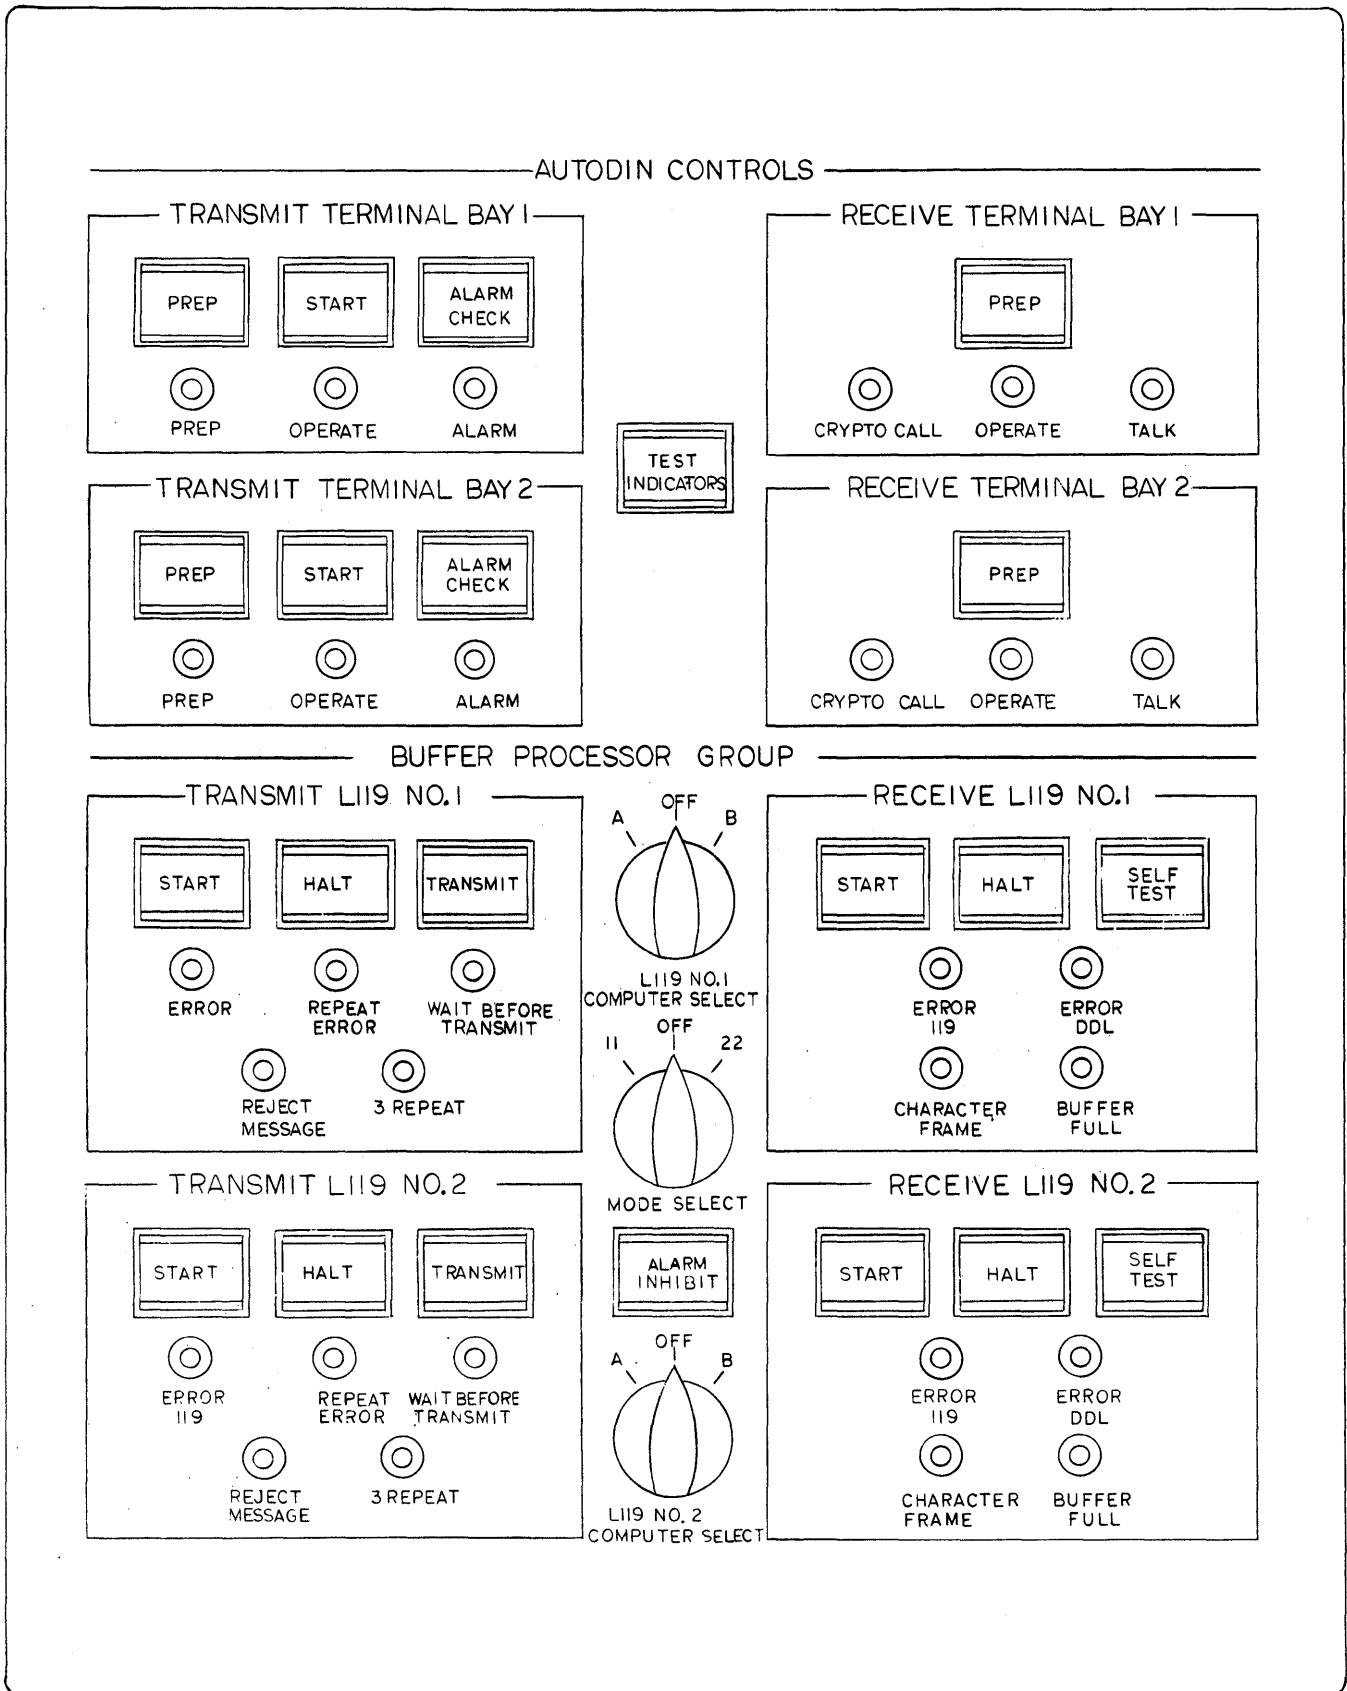 AUTODIN CONTROLS
TRANSMIT TERMINAL BAY 1
PREP
START
ALARM
CHECK
PREP
OPERATE
ALARM
RECEIVE TERMINAL BAY 1
PREP
CRYPTO CALL
OPERATE
TALK
TEST
INDICATORS
TRANSMIT TERMINAL BAY 2
PREP
START
ALARM
CHECK
PREP
OPERATE
ALARM
RECEIVE TERMINAL BAY 2
PREP
CRYPTO CALL
OPERATE
TALK
BUFFER PROCESSOR GROUP
TRANSMIT L119 NO.1
START
HALT
TRANSMIT
ERROR
REPEAT
ERROR
WAIT BEFORE
TRANSMIT
REJECT
MESSAGE
3 REPEAT
A
OFF
B
L119 NO.1
COMPUTER SELECT
11
OFF
22
MODE SELECT
RECEIVE L119 NO.1
START
HALT
SELF
TEST
ERROR
119
ERROR
DDL
CHARACTER
FRAME
BUFFER
FULL
TRANSMIT L119 NO.2
START
HALT
TRANSMIT
ERROR
119
REPEAT
ERROR
WAIT BEFORE
TRANSMIT
REJECT
MESSAGE
3 REPEAT
ALARM
INHIBIT
A
OFF
B
L119 NO. 2
COMPUTER SELECT
RECEIVE L119 NO. 2
START
HALT
SELF
TEST
ERROR
119
ERROR
DDL
CHARACTER
FRAME
BUFFER
FULL